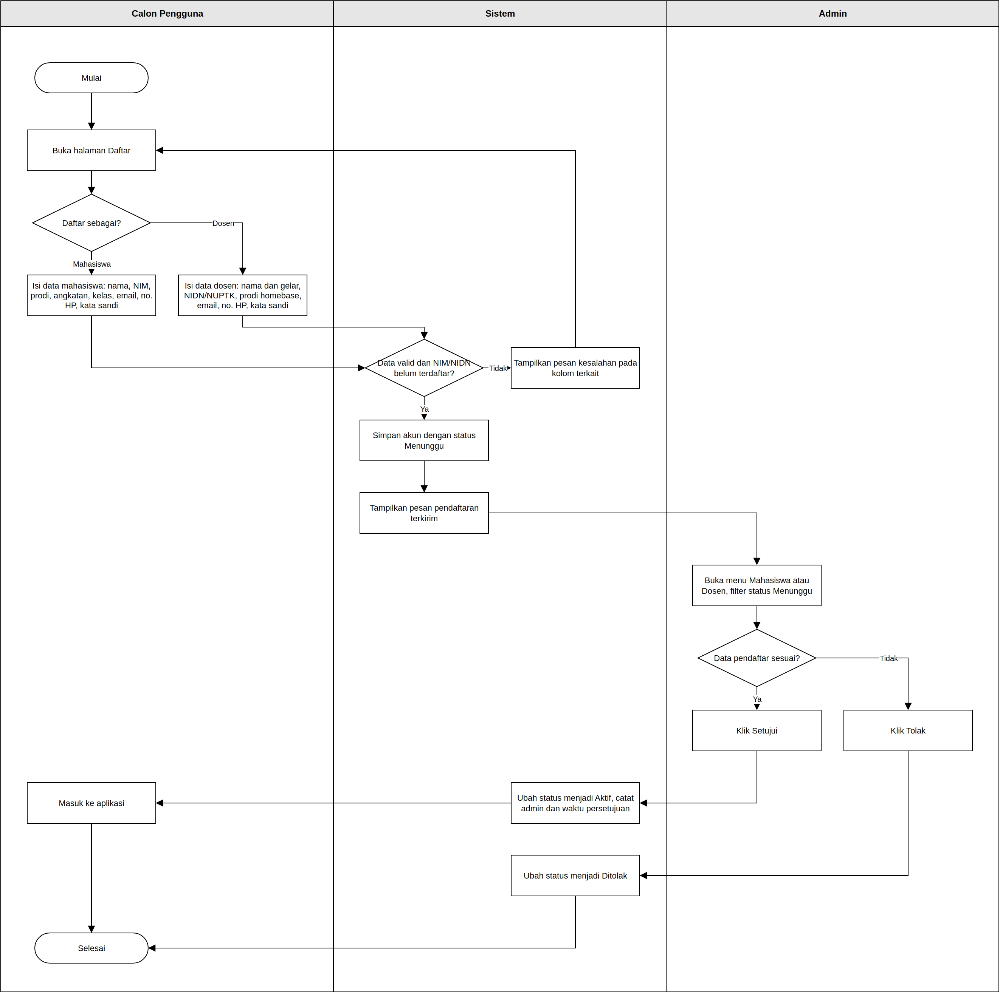 Calon Pengguna
Sistem
Admin
Mulai
Buka halaman Daftar
Daftar sebagai?
Dosen
Mahasiswa
Isi data mahasiswa: nama, NIM,
prodi, angkatan, kelas, email, no.
HP, kata sandi
Isi data dosen: nama dan gelar,
NIDN/NUPTK, prodi homebase,
email, no. HP, kata sandi
Data valid dan NIM/NIDN
belum terdaftar?
Tidak
Tampilkan pesan kesalahan pada
kolom terkait
Ya
Simpan akun dengan status
Menunggu
Tampilkan pesan pendaftaran
terkirim
Buka menu Mahasiswa atau
Dosen, filter status Menunggu
Data pendaftar sesuai?
Tidak
Ya
Klik Setujui
Klik Tolak
Masuk ke aplikasi
Ubah status menjadi Aktif, catat
admin dan waktu persetujuan
Ubah status menjadi Ditolak
Selesai